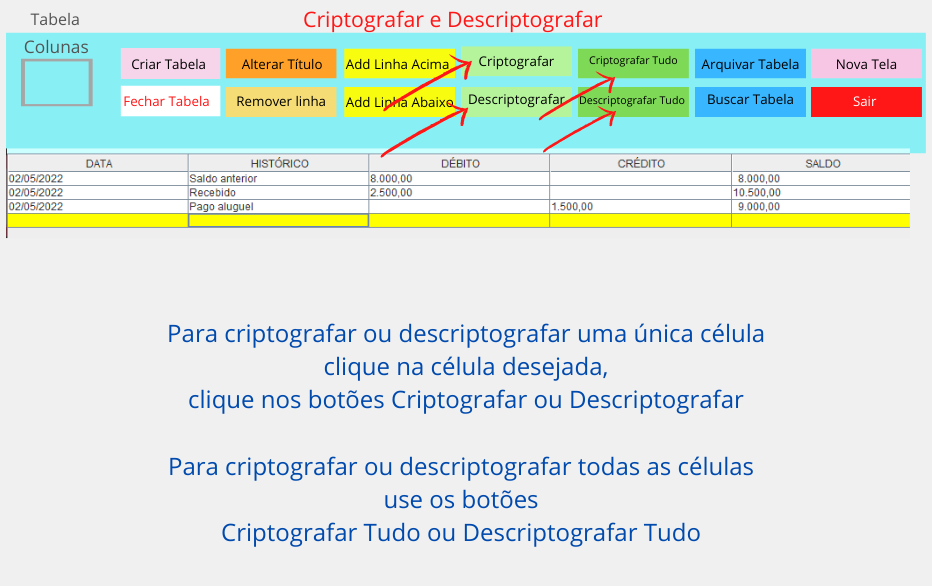 Tabela
Criptografar e Descriptografar
Colunas
Criar Tabela Alterar Título Add Linha Acima Criptografar Criptografar Tudo Arquivar Tabela Nova Tela
Fechar Tabela Remover linha Add Linha Abaixo Descriptografar Descriptografar Tudo Buscar Tabela Sair
DATA HISTÓRICO DÉBITO CRÉDITO SALDO
02/05/2022 Saldo anterior 8.000,00 8.000,00
02/05/2022 Recebido 2.500,00 10.500,00
02/05/2022 Pago aluguel 1.500,00 9.000,00
Para criptografar ou descriptografar uma única célula
clique na célula desejada,
clique nos botões Criptografar ou Descriptografar
Para criptografar ou descriptografar todas as células
use os botões
Criptografar Tudo ou Descriptografar Tudo